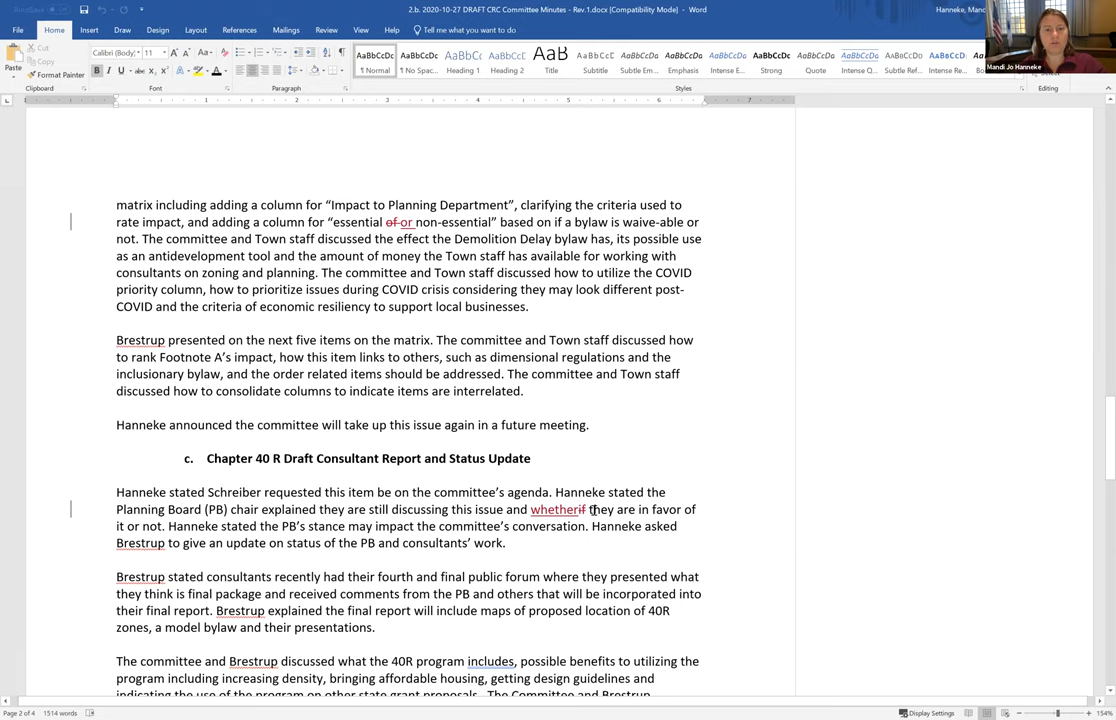 AutoSave
2.b. 2020-10-27 DRAFT CRC Committee Minutes - Rev.1.docx [Compatibility Mode] - Word
Hanneke, Mand
File Home Insert Draw Design Layout References Mailings Review View Help Tell me what you want to do
Paste
Cut
Copy
Format Painter
Calibri (Body) 11
Clipboard Font Paragraph Styles Editing
AaBbCcDc AaBbCcDc AaBbC( AaBbCcC AaB AaBbCcD AaBbCcDc AaBbCcDc AaBbCcDc AaBbCcDc AaBbCcDc AaBbCcDc AaBbCcDc AaBbCcDc
¶ Normal ¶ No Spac... Heading 1 Heading 2 Title Subtitle Subtle Em... Emphasis Intense E... Strong Quote Intense Q... Subtle Ref... Intense Re...
Mandi Jo Hanneke
matrix including adding a column for “Impact to Planning Department”, clarifying the criteria used to
rate impact, and adding a column for “essential of or non-essential” based on if a bylaw is waive-able or
not. The committee and Town staff discussed the effect the Demolition Delay bylaw has, its possible use
as an antidevelopment tool and the amount of money the Town staff has available for working with
consultants on zoning and planning. The committee and Town staff discussed how to utilize the COVID
priority column, how to prioritize issues during COVID crisis considering they may look different post-
COVID and the criteria of economic resiliency to support local businesses.
Brestrup presented on the next five items on the matrix. The committee and Town staff discussed how
to rank Footnote A’s impact, how this item links to others, such as dimensional regulations and the
inclusionary bylaw, and the order related items should be addressed. The committee and Town staff
discussed how to consolidate columns to indicate items are interrelated.
Hanneke announced the committee will take up this issue again in a future meeting.
c. Chapter 40 R Draft Consultant Report and Status Update
Hanneke stated Schreiber requested this item be on the committee’s agenda. Hanneke stated the
Planning Board (PB) chair explained they are still discussing this issue and whetherif they are in favor of
it or not. Hanneke stated the PB’s stance may impact the committee’s conversation. Hanneke asked
Brestrup to give an update on status of the PB and consultants’ work.
Brestrup stated consultants recently had their fourth and final public forum where they presented what
they think is final package and received comments from the PB and others that will be incorporated into
their final report. Brestrup explained the final report will include maps of proposed location of 40R
zones, a model bylaw and their presentations.
The committee and Brestrup discussed what the 40R program includes, possible benefits to utilizing the
program including increasing density, bringing affordable housing, getting design guidelines and
indicating the use of the program on other state grant proposals. The Committee and Brestrup
Page 2 of 4 1514 words Display Settings 154%